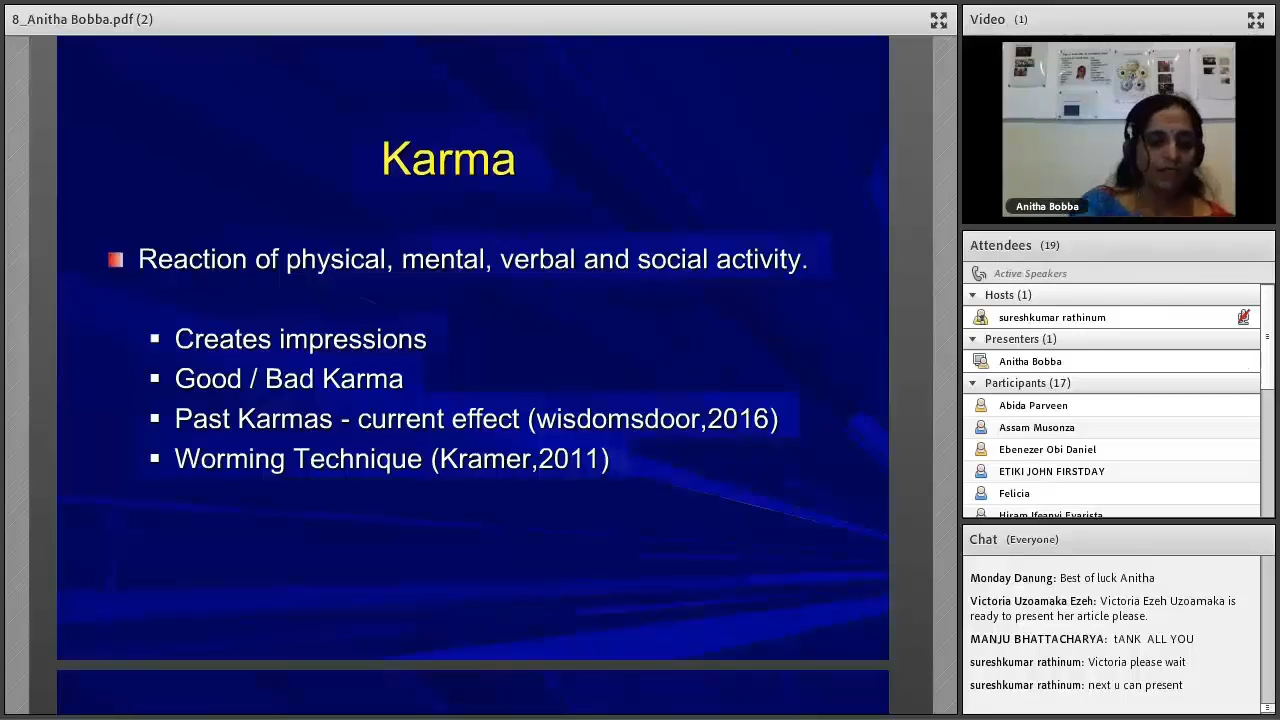 8_Anitha Bobba.pdf (2)
Karma
Reaction of physical, mental, verbal and social activity.
Creates impressions
Good / Bad Karma
Past Karmas - current effect (wisdomsdoor,2016)
Worming Technique (Kramer,2011)
Video (1)
Anitha Bobba
Attendees (19)
Active Speakers
Hosts (1)
sureshkumar rathinum
Presenters (1)
Anitha Bobba
Participants (17)
Abida Parveen
Assam Musonza
Ebenezer Obi Daniel
ETIKI JOHN FIRSTDAY
Felicia
Hiram Ifeanyi Evarista
Chat (Everyone)
Monday Danung: Best of luck Anitha
Victoria Uzoamaka Ezeh: Victoria Ezeh Uzoamaka is
ready to present her article please.
MANJU BHATTACHARYA: tANK ALL YOU
sureshkumar rathinum: Victoria please wait
sureshkumar rathinum: next u can present